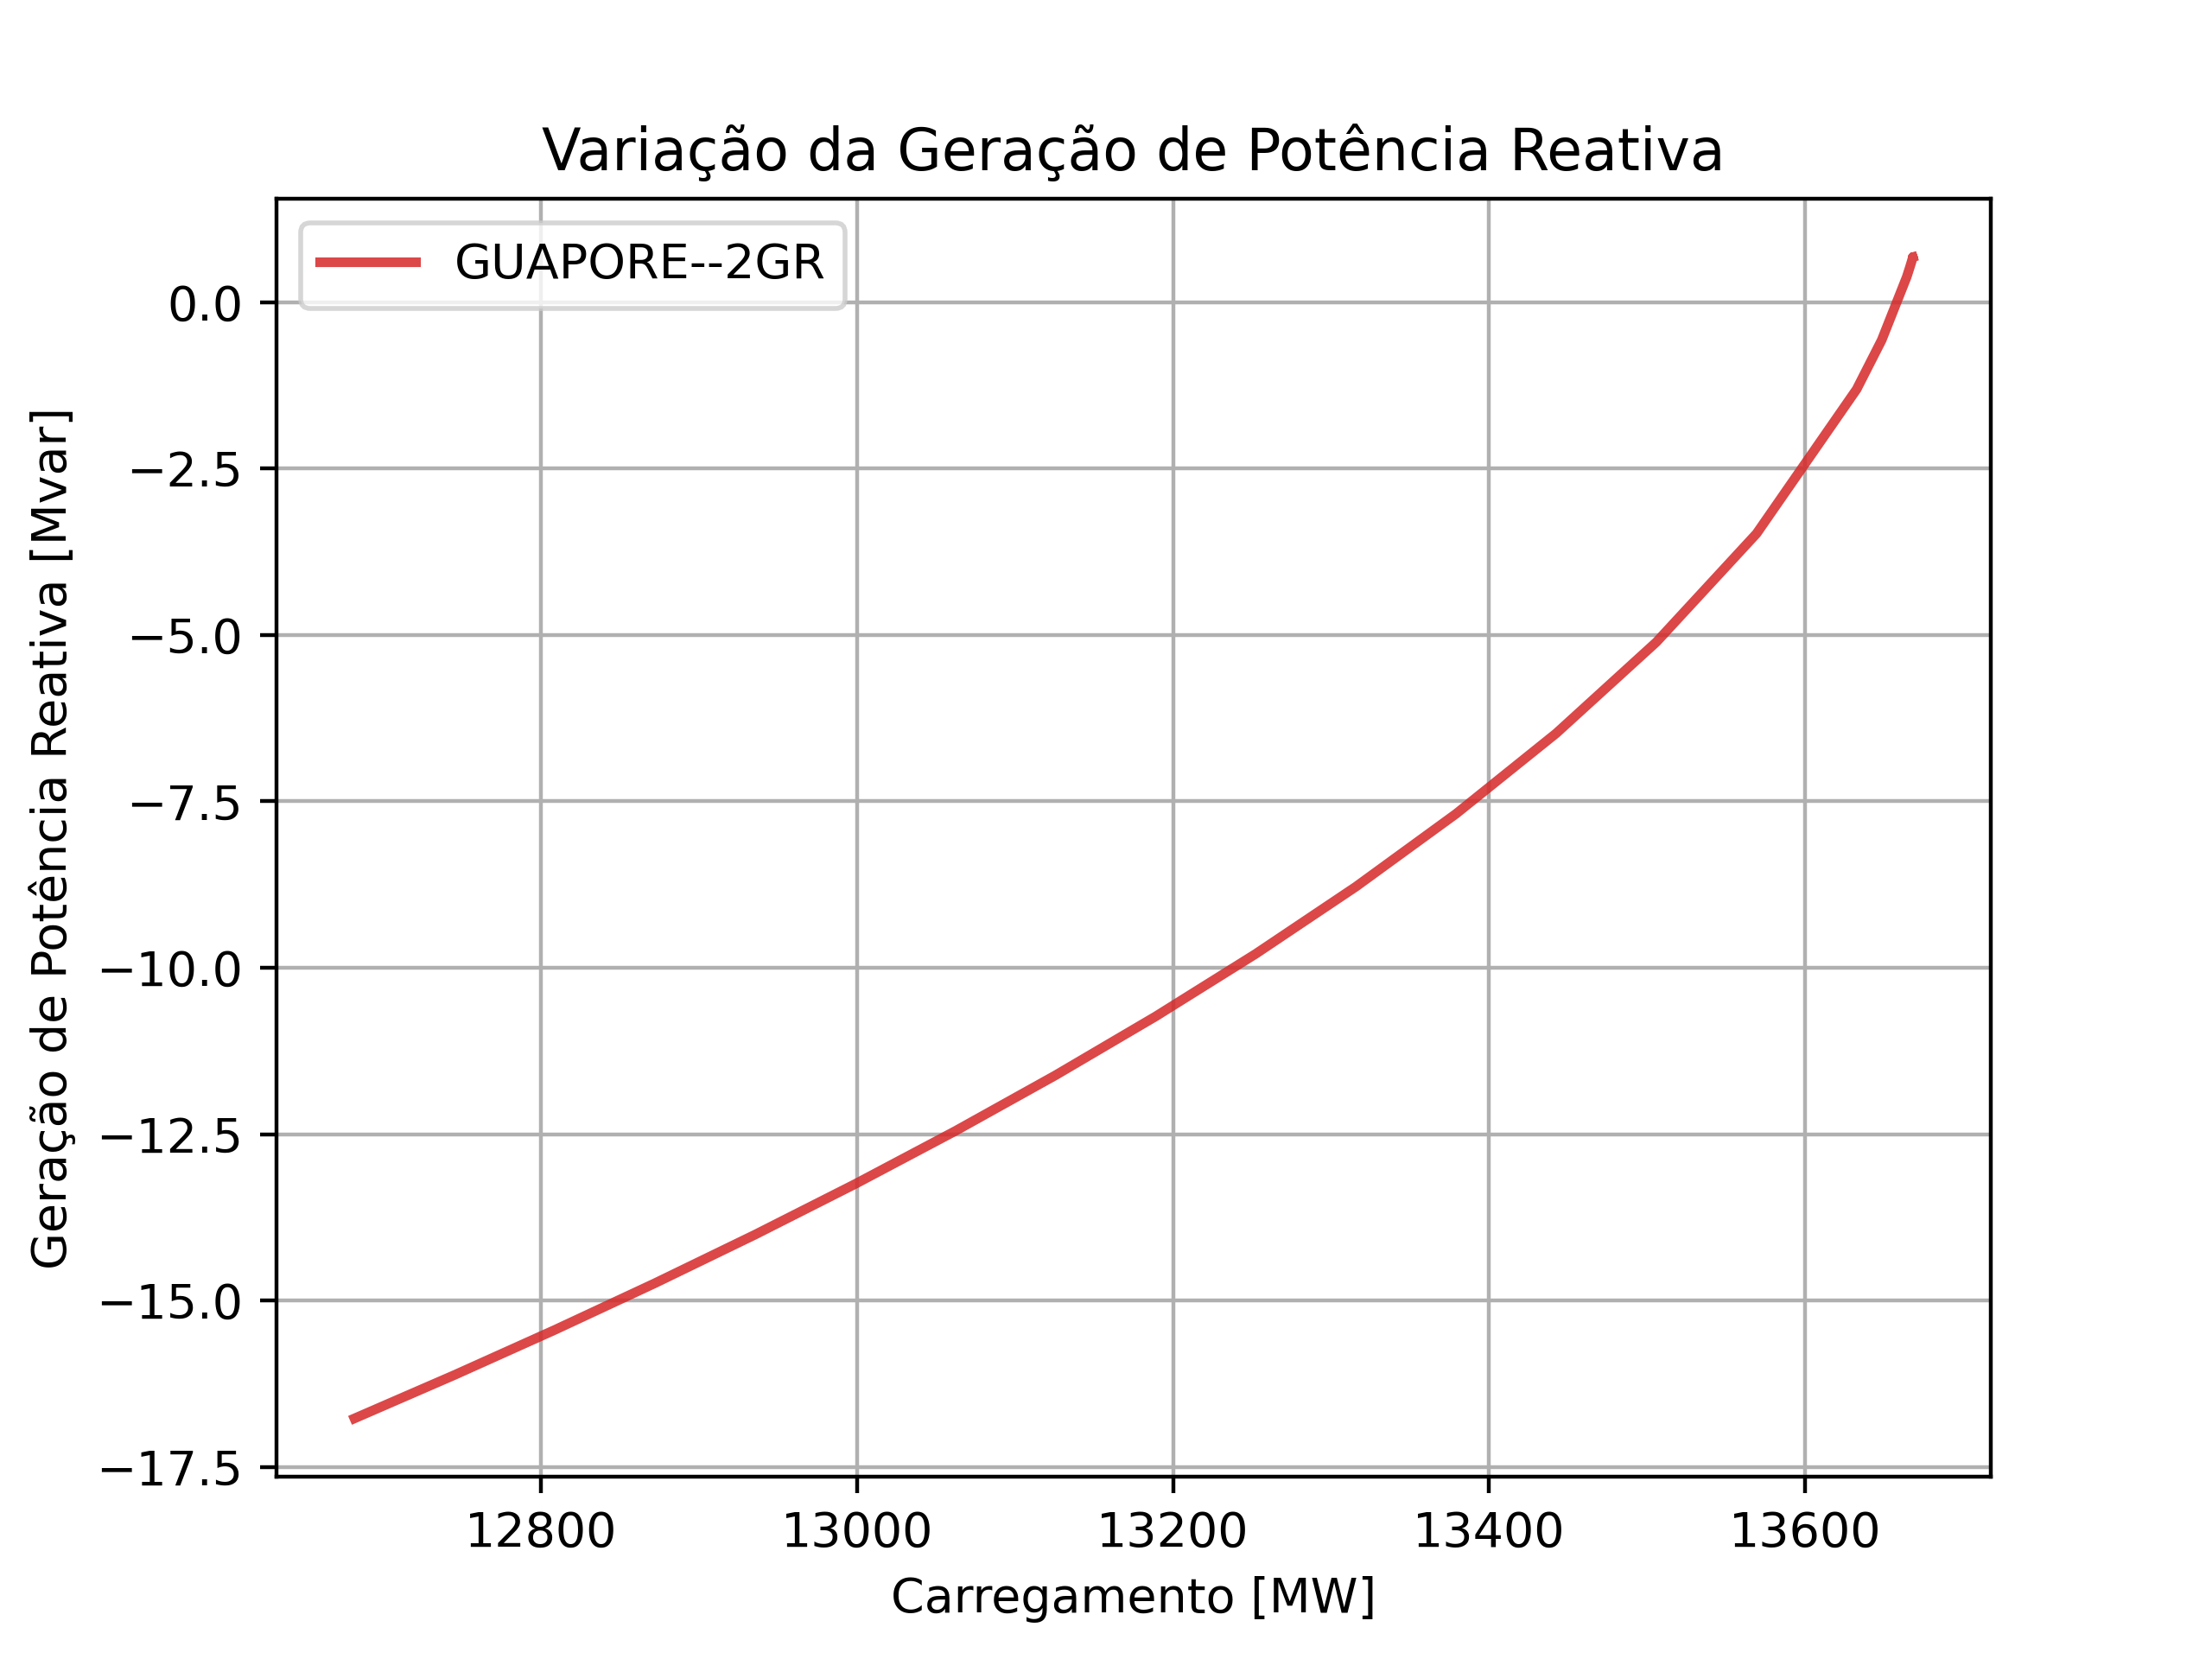 Variação da Geração de Potência Reativa
GUAPORE--2GR
Geração de Potência Reativa [Mvar]
0.0
−2.5
−5.0
−7.5
−10.0
−12.5
−15.0
−17.5
12800 13000 13200 13400 13600
Carregamento [MW]